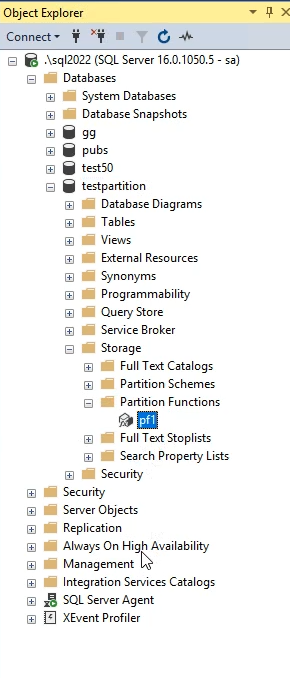 Object Explorer
Connect
.\sql2022 (SQL Server 16.0.1050.5 - sa)
Databases
System Databases
Database Snapshots
gg
pubs
test50
testpartition
Database Diagrams
Tables
Views
External Resources
Synonyms
Programmability
Query Store
Service Broker
Storage
Full Text Catalogs
Partition Schemes
Partition Functions
pf1
Full Text Stoplists
Search Property Lists
Security
Security
Server Objects
Replication
Always On High Availability
Management
Integration Services Catalogs
SQL Server Agent
XEvent Profiler